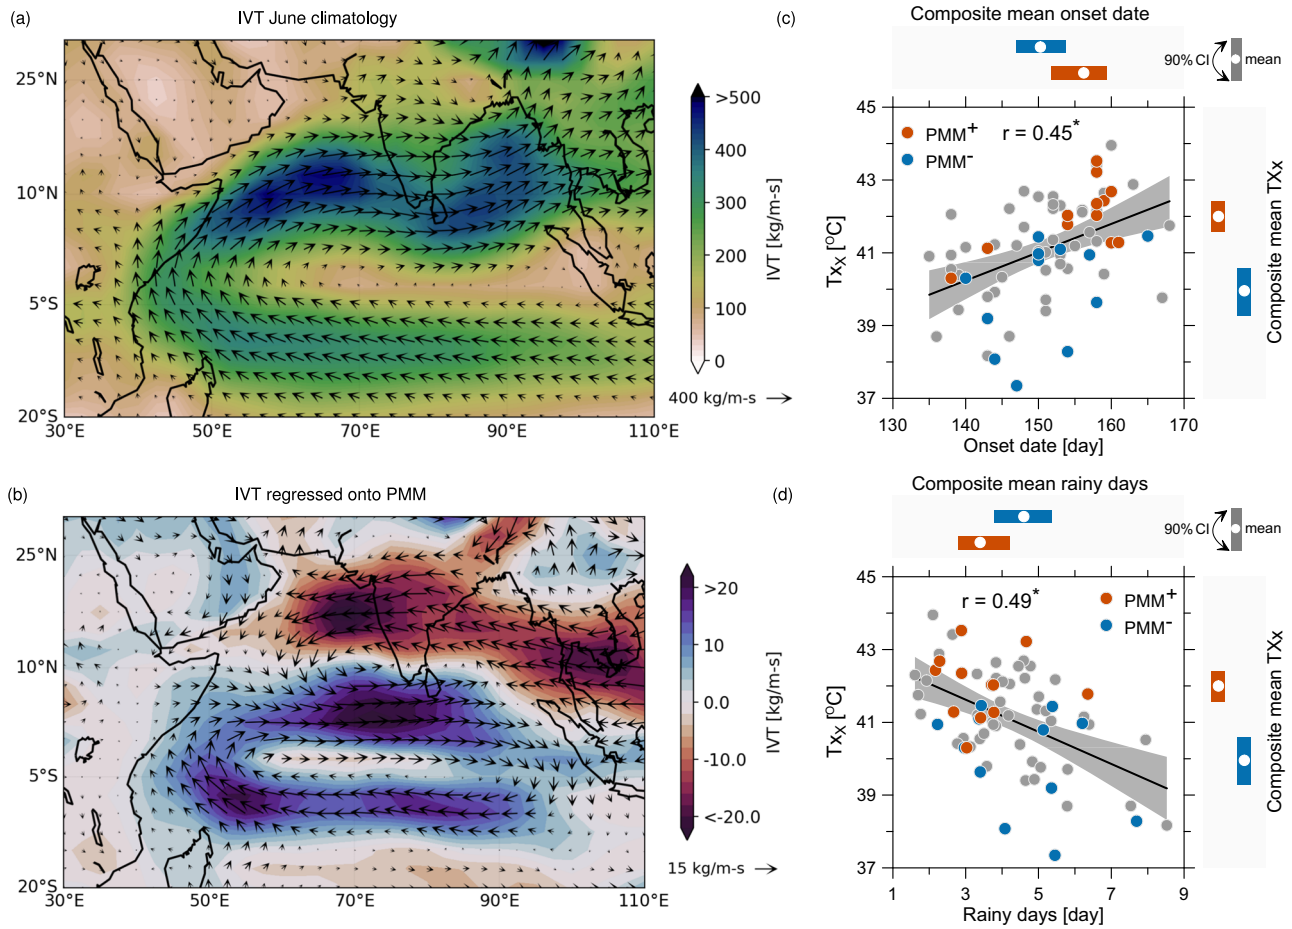 (a)
IVT June climatology
25°N
10°N
5°S
20°S
30°E
50°E
70°E
90°E
110°E
>500
400
300
200
100
0
IVT [kg/m-s]
400 kg/m-s
(b)
IVT regressed onto PMM
25°N
10°N
5°S
20°S
30°E
50°E
70°E
90°E
110°E
>20
10
0.0
-10.0
<-20.0
IVT [kg/m-s]
15 kg/m-s
(c)
Composite mean onset date
90% CI
mean
PMM+
PMM-
r = 0.45*
45
43
41
39
37
Txx [°C]
130
140
150
160
170
Onset date [day]
Composite mean TXx
(d)
Composite mean rainy days
90% CI
mean
r = 0.49*
PMM+
PMM-
45
43
41
39
37
Txx [°C]
1
3
5
7
9
Rainy days [day]
Composite mean TXx